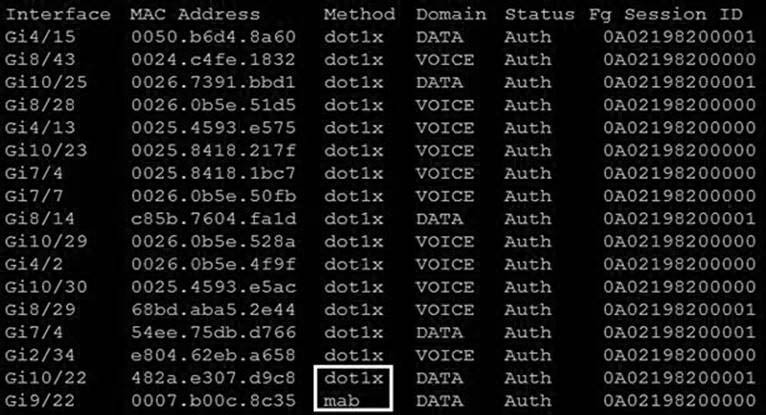 Interface MAC Address Method Domain Status Fg Session ID
Gi4/15 0050.b6d4.8a60 dot1x DATA Auth 0A02198200001
Gi8/43 0024.c4fe.1832 dot1x VOICE Auth 0A02198200000
Gi10/25 0026.7391.bbd1 dot1x DATA Auth 0A02198200001
Gi8/28 0026.0b5e.51d5 dot1x VOICE Auth 0A02198200000
Gi4/13 0025.4593.e575 dot1x VOICE Auth 0A02198200000
Gi10/23 0025.8418.217f dot1x VOICE Auth 0A02198200000
Gi7/4 0025.8418.1bc7 dot1x VOICE Auth 0A02198200000
Gi7/7 0026.0b5e.50fb dot1x VOICE Auth 0A02198200000
Gi8/14 c85b.7604.fa1d dot1x DATA Auth 0A02198200001
Gi10/29 0026.0b5e.528a dot1x VOICE Auth 0A02198200000
Gi4/2 0026.0b5e.4f9f dot1x VOICE Auth 0A02198200000
Gi10/30 0025.4593.e5ac dot1x VOICE Auth 0A02198200000
Gi8/29 68bd.aba5.2e44 dot1x VOICE Auth 0A02198200001
Gi7/4 54ee.75db.d766 dot1x DATA Auth 0A02198200001
Gi2/34 e804.62eb.a658 dot1x VOICE Auth 0A02198200000
Gi10/22 482a.e307.d9c8 dot1x DATA Auth 0A02198200001
Gi9/22 0007.b00c.8c35 mab DATA Auth 0A02198200000